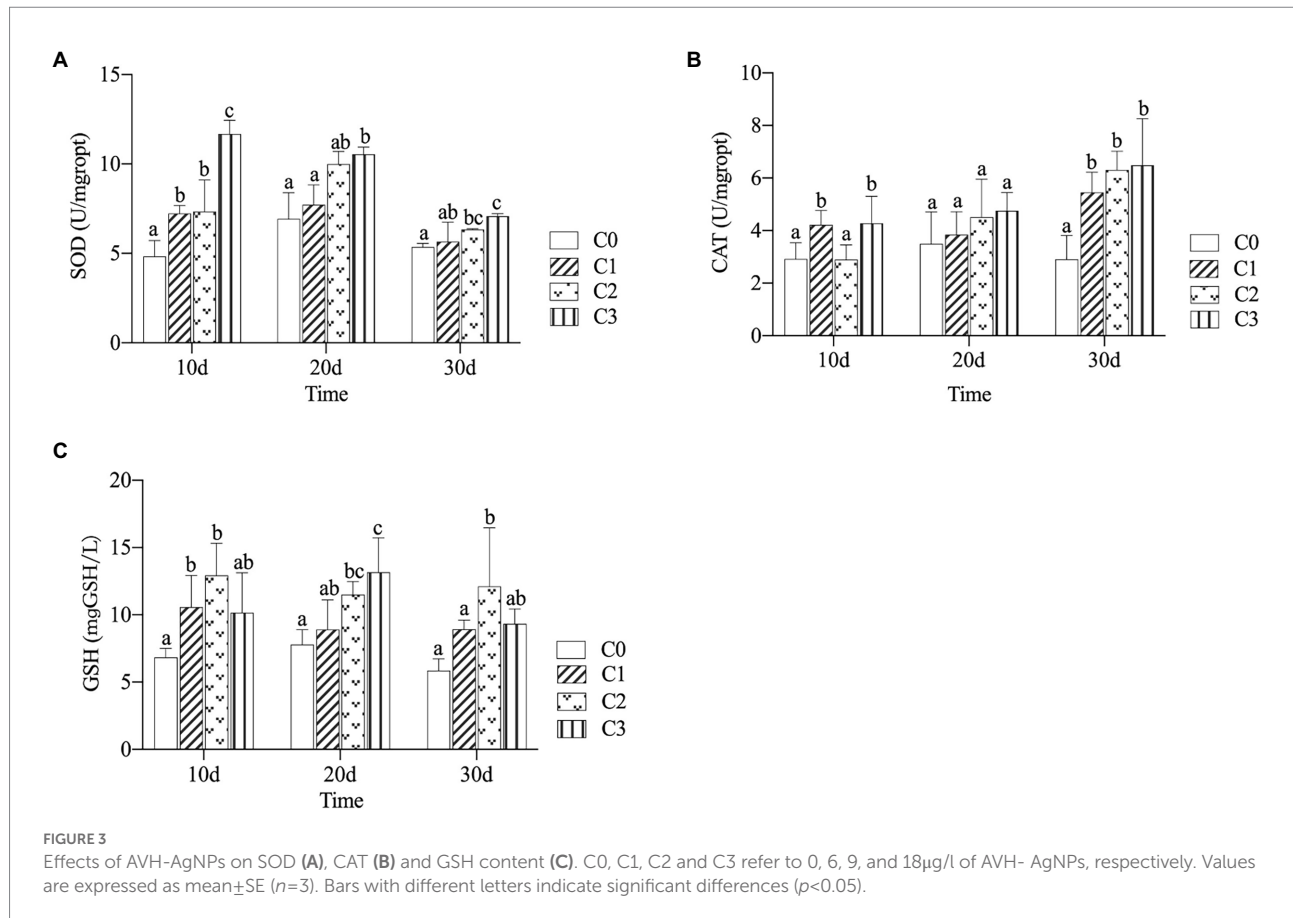 A
SOD (U/mgropt)
15
10
5
0
a b b c
a a ab b
a ab bc c
10d 20d 30d
Time
C0
C1
C2
C3
B
CAT (U/mgropt)
10
8
6
4
2
0
a b a b
a a a a
a b b b
10d 20d 30d
Time
C0
C1
C2
C3
C
GSH (mgGSH/L)
20
15
10
5
0
a b b ab
a ab bc c
a a b ab
10d 20d 30d
Time
C0
C1
C2
C3
FIGURE 3
Effects of AVH-AgNPs on SOD (A), CAT (B) and GSH content (C). C0, C1, C2 and C3 refer to 0, 6, 9, and 18μg/l of AVH- AgNPs, respectively. Values
are expressed as mean±SE (n=3). Bars with different letters indicate significant differences (p<0.05).